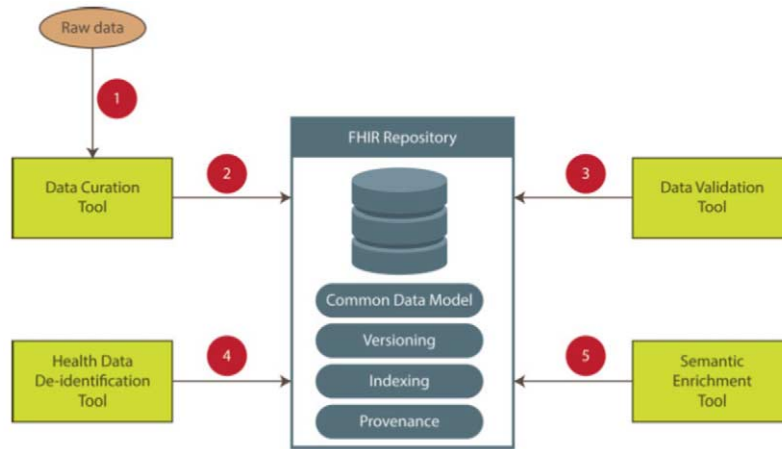 Raw data
1
FHIR Repository
Data Curation
Tool
2
3
Data Validation
Tool
Common Data Model
Versioning
Health Data
De-identification
Tool
4
Indexing
5
Semantic
Enrichment
Tool
Provenance